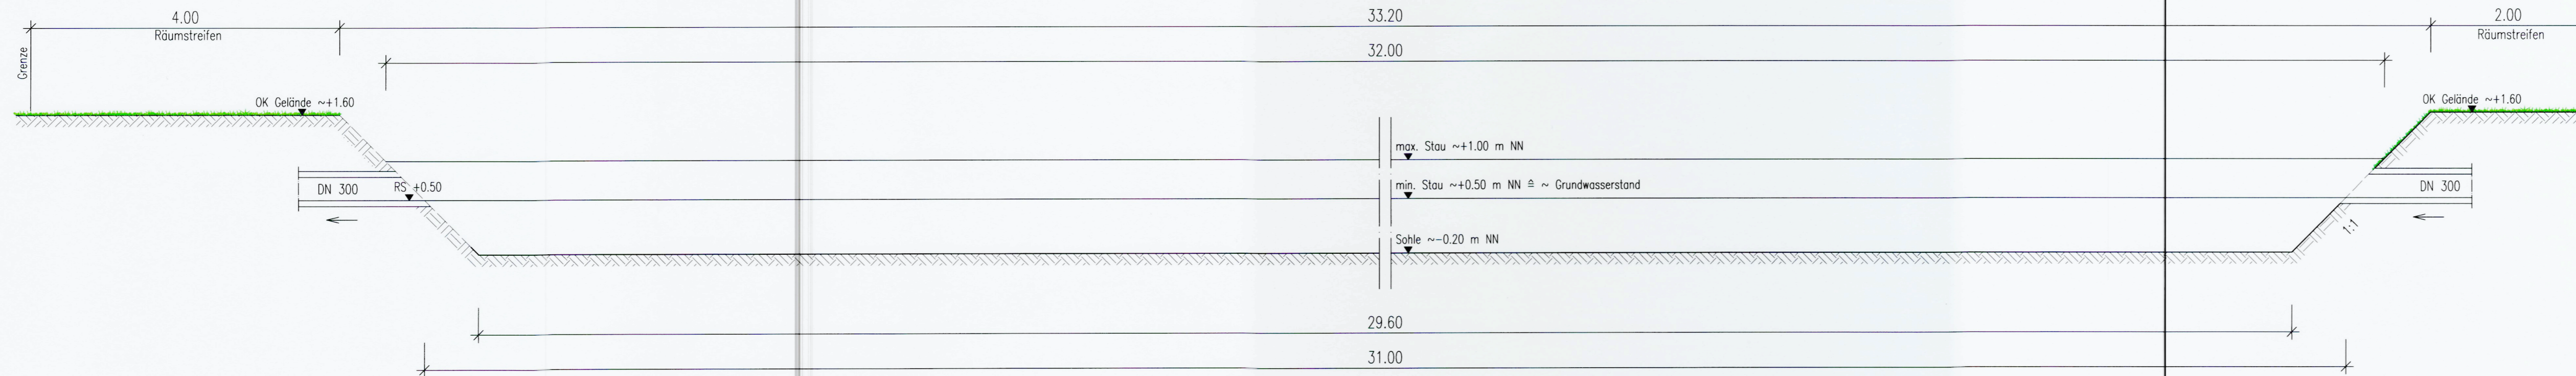 4.00
Räumstreifen
33.20
2.00
Räumstreifen
32.00
Grenze
OK Gelände ~+1.60
OK Gelände ~+1.60
max. Stau ~+1.00 m NN
DN 300
RS +0.50
min. Stau ~+0.50 m NN ≙ ~ Grundwasserstand
DN 300
1:1
Sohle ~-0.20 m NN
29.60
31.00